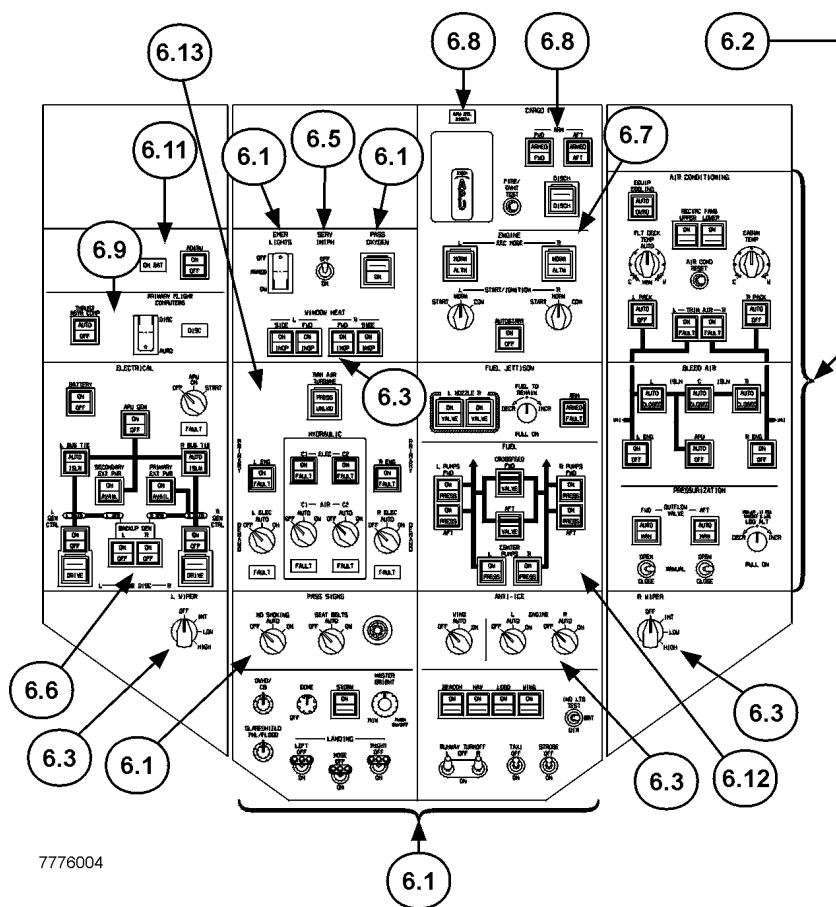 6.13
6.8
6.8
6.2
6.11
6.1
6.5
6.1
6.7
6.9
CARGO
ARM
FWD AFT
ARMED ARMED
FWD AFT
DISCH
DISCH
APU
ON BAT
ADIRU
ON
OFF
EMER LIGHTS
OFF
ARMED
ON
SERV INTPH
OFF
ON
PASS OXYGEN
ON
ENGINE
L EEC MODE R
NORM NORM
ALTN ALTN
L START/IGNITION R
START NORM CON
START NORM CON
AUTOSTART
ON
OFF
AIR CONDITIONING
EQUIP COOLING
AUTO
OVRD
RECIRC FANS
UPPER LOWER
ON ON
FLT DECK TEMP
AUTO
C W
MAN
AIR COND RESET
CABIN TEMP
C W
L PACK
AUTO
OFF
L TRIM AIR R
ON ON
FAULT FAULT
R PACK
AUTO
OFF
PRIMARY FLIGHT COMPUTERS
AUTO
OFF
DISC
AUTO
DISC
WINDOW HEAT
L R
SIDE FWD FWD SIDE
ON ON ON ON
INOP INOP INOP INOP
6.3
ELECTRICAL
BATTERY
ON
OFF
APU
OFF ON START
FAULT
APU GEN
ON
OFF
L BUS TIE
AUTO
ISLN
R BUS TIE
AUTO
ISLN
SECONDARY EXT PWR
ON
AVAIL
PRIMARY EXT PWR
ON
AVAIL
L GEN CTRL
ON
OFF
R GEN CTRL
ON
OFF
BACKUP GEN
L R
ON ON
OFF OFF
DRIVE DRIVE
L DISC R
RAM AIR TURBINE
PRESS
UNLKD
HYDRAULIC
L ENG
ON
FAULT
C1 ELEC C2
ON ON
FAULT FAULT
R ENG
ON
FAULT
L ELEC
AUTO
OFF ON
C1 AIR C2
AUTO AUTO
OFF ON OFF ON
R ELEC
AUTO
OFF ON
FAULT FAULT FAULT FAULT
FUEL JETTISON
L NOZZLE R
ON ON
VALVE VALVE
FUEL TO REMAIN
DECR INCR
PULL ON
ARM
ARMED
FAULT
FUEL
L PUMPS
FWD
ON
PRESS
ON
PRESS
AFT
CROSSFEED
FWD
VALVE
AFT
VALVE
R PUMPS
FWD
ON
PRESS
ON
PRESS
AFT
CENTER
L PUMPS R
ON ON
PRESS PRESS
BLEED AIR
L ISLN C ISLN R
AUTO AUTO AUTO
CLOSED CLOSED CLOSED
L ENG
ON
OFF
APU
AUTO
OFF
R ENG
ON
OFF
PRESSURIZATION
FWD OUTFLOW VALVE AFT
AUTO AUTO
MAN MAN
LDG ALT
DECR INCR
PULL ON
OPEN OPEN
MANUAL
CLOSE CLOSE
L WIPER
OFF
INT
LOW
HIGH
PASS SIGNS
NO SMOKING
AUTO
OFF ON
SEAT BELTS
AUTO
OFF ON
ANTI-ICE
WING
AUTO
OFF ON
L ENGINE R
AUTO AUTO
OFF ON OFF ON
R WIPER
OFF
INT
LOW
HIGH
6.6
6.3
6.1
OVHD/CB
DOME
OFF
STORM
ON
MASTER BRIGHT
GLARESHIELD
PNL/FLOOD
LANDING
LEFT NOSE RIGHT
OFF OFF OFF
ON ON ON
BEACON NAV LOGO WING
ON ON ON ON
IND LTS
TEST
BRT
DIM
RUNWAY TURNOFF
L OFF R
ON
TAXI
OFF
ON
STROBE
OFF
ON
6.3
6.12
6.3
6.1
7776004